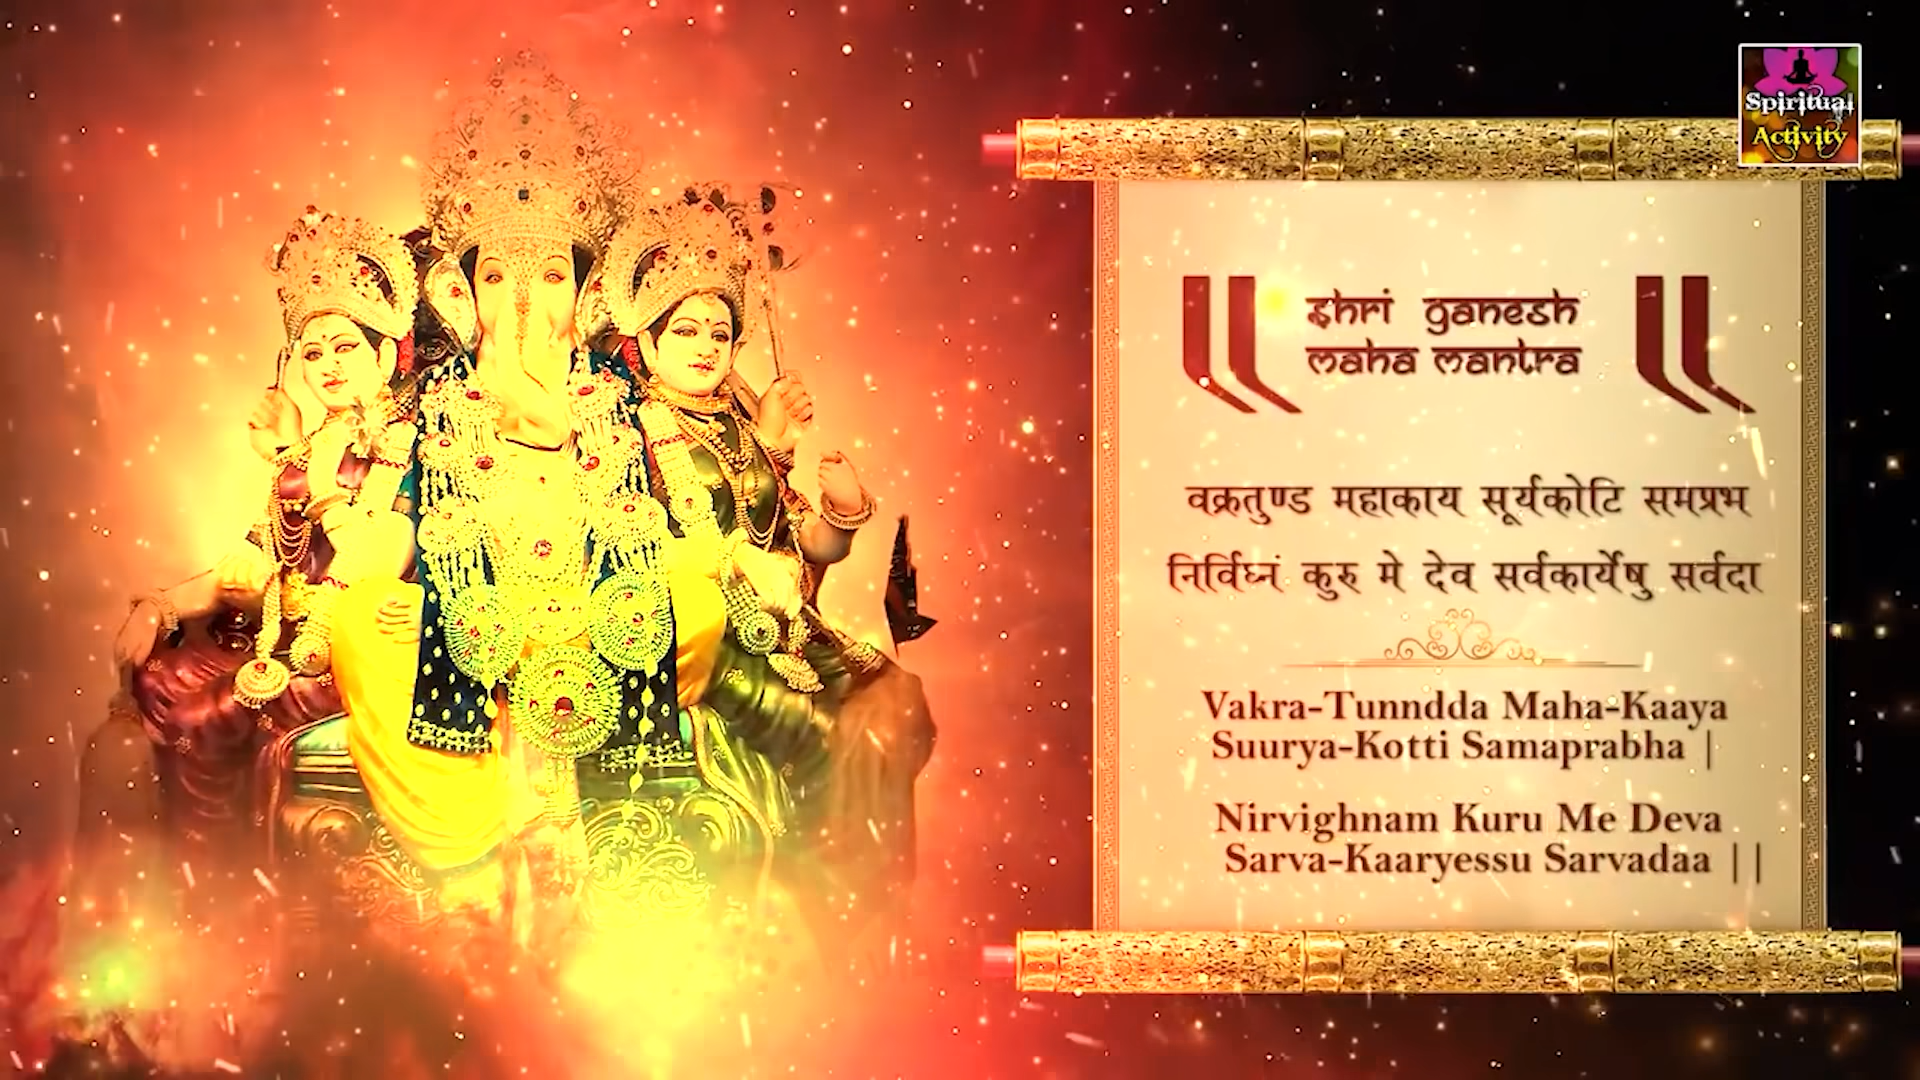 Spiritual
Activity
Shri Ganesh
Maha Mantra
वक्रतुण्ड महाकाय सूर्यकोटि समप्रभ
निर्विघ्नं कुरु मे देव सर्वकार्येषु सर्वदा
Vakra-Tunndda Maha-Kaaya
Suurya-Kotti Samaprabha |
Nirvighnam Kuru Me Deva
Sarva-Kaaryessu Sarvadaa ||